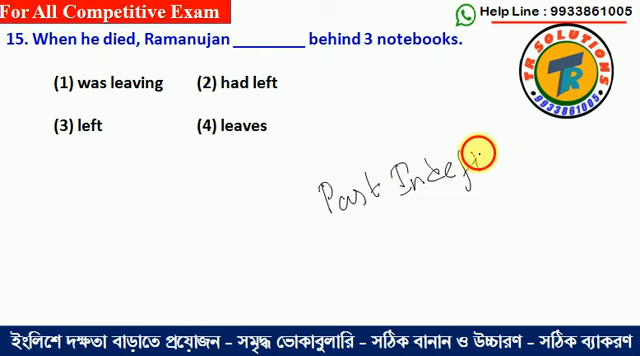 For All Competitive Exam
Help Line : 9933861005
15. When he died, Ramanujan ________ behind 3 notebooks.
(1) was leaving (2) had left
(3) left (4) leaves
TR SOLUTIONS
TR
9933861005
Past Indef
ইংলিশে দক্ষতা বাড়াতে প্রয়োজন - সমৃদ্ধ ভোকাবুলারি - সঠিক বানান ও উচ্চারণ - সঠিক ব্যাকরণ